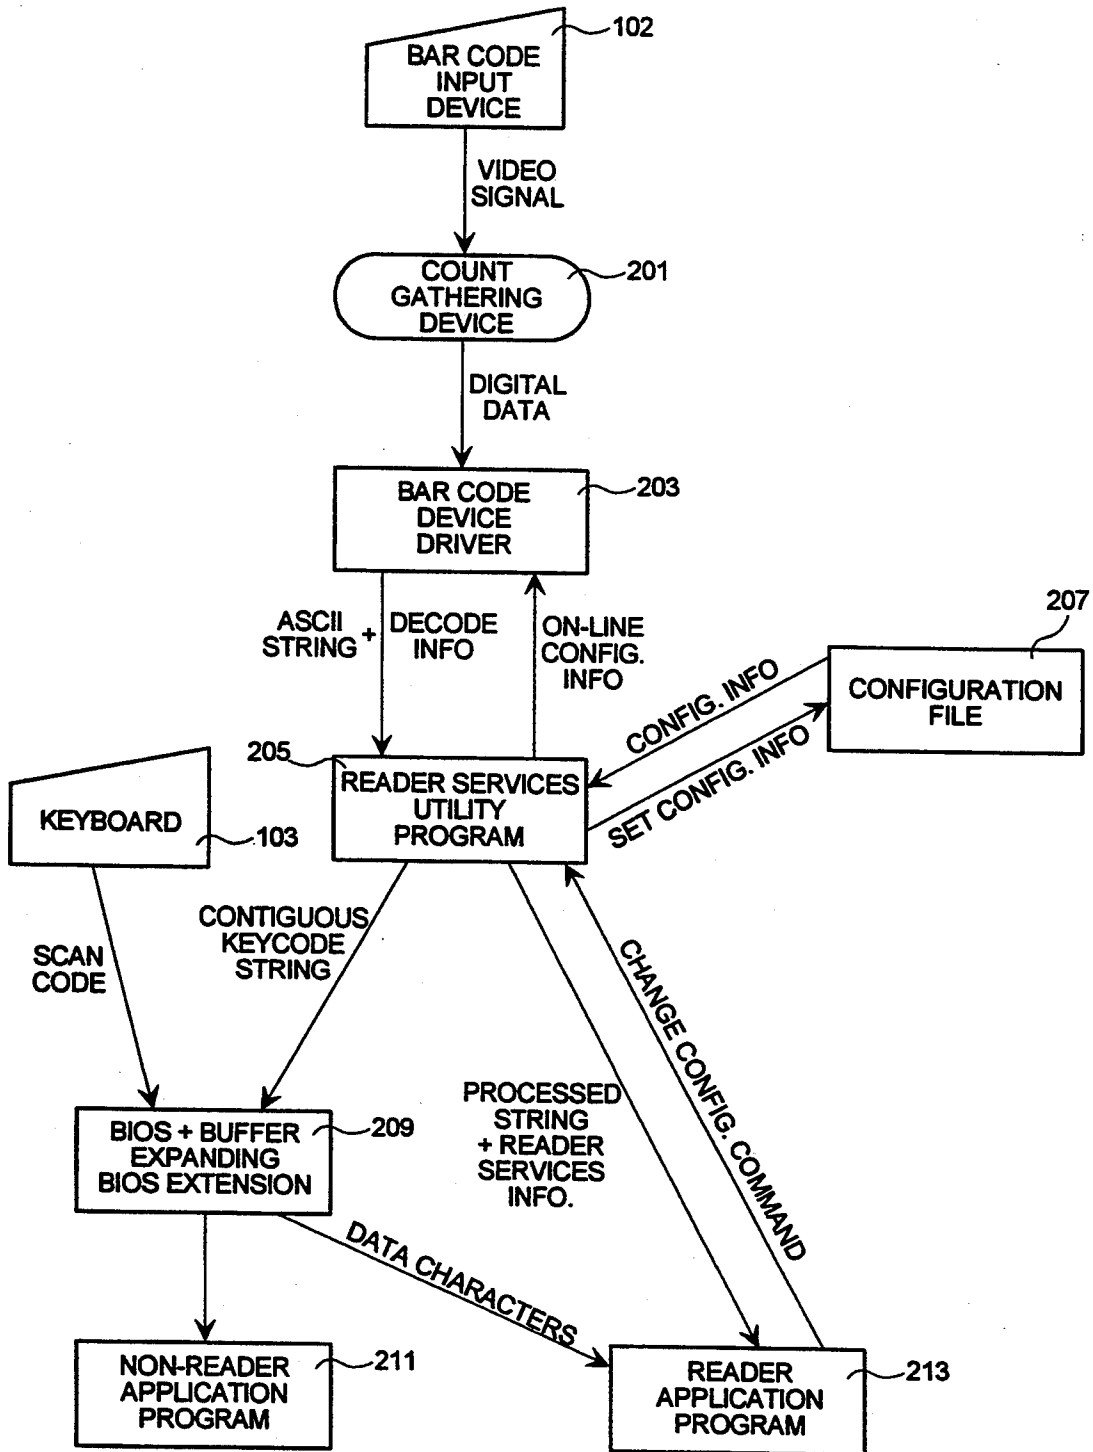 102
BAR CODE
INPUT
DEVICE
VIDEO
SIGNAL
201
COUNT
GATHERING
DEVICE
DIGITAL
DATA
203
BAR CODE
DEVICE
DRIVER
ASCII
STRING
+
DECODE
INFO
ON-LINE
CONFIG.
INFO
207
CONFIGURATION
FILE
CONFIG. INFO
SET CONFIG. INFO
205
READER SERVICES
UTILITY
PROGRAM
KEYBOARD
103
SCAN
CODE
CONTIGUOUS
KEYCODE
STRING
CHANGE CONFIG. COMMAND
PROCESSED
STRING
+ READER
SERVICES
INFO.
BIOS + BUFFER
EXPANDING
BIOS EXTENSION
209
DATA CHARACTERS
NON-READER
APPLICATION
PROGRAM
211
READER
APPLICATION
PROGRAM
213